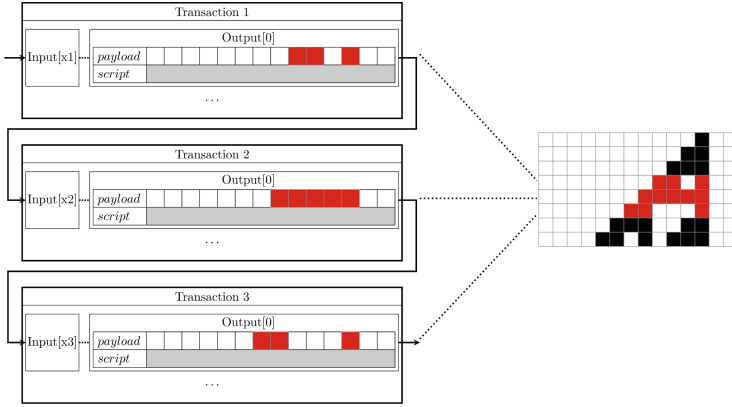 Transaction 1
Output[0]
Input[x1]
payload
script
...
Transaction 2
Output[0]
Input[x2]
payload
script
...
Transaction 3
Output[0]
Input[x3]
payload
script
...